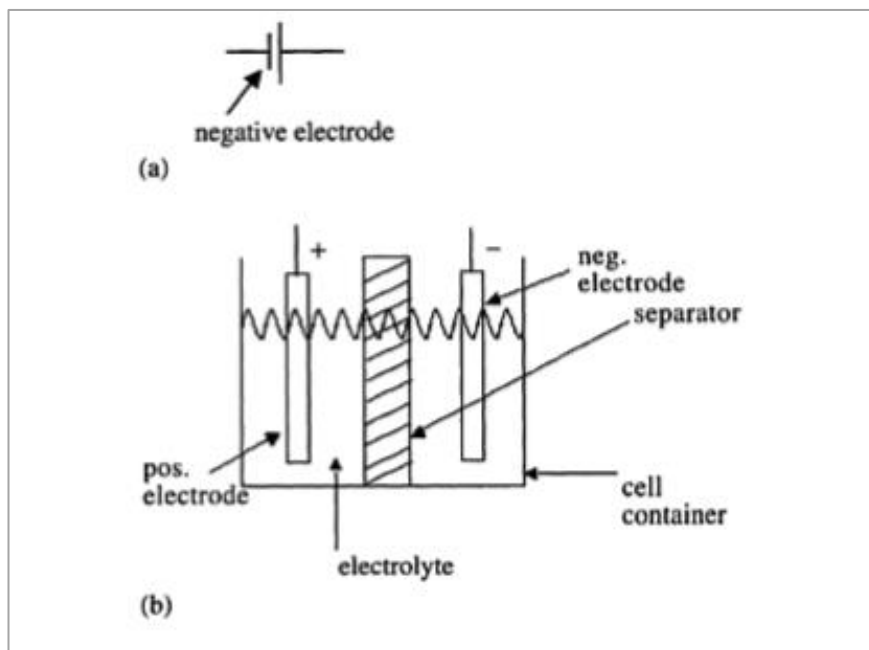 negative electrode
(a)
+
−
neg.
electrode
separator
pos.
electrode
cell
container
electrolyte
(b)